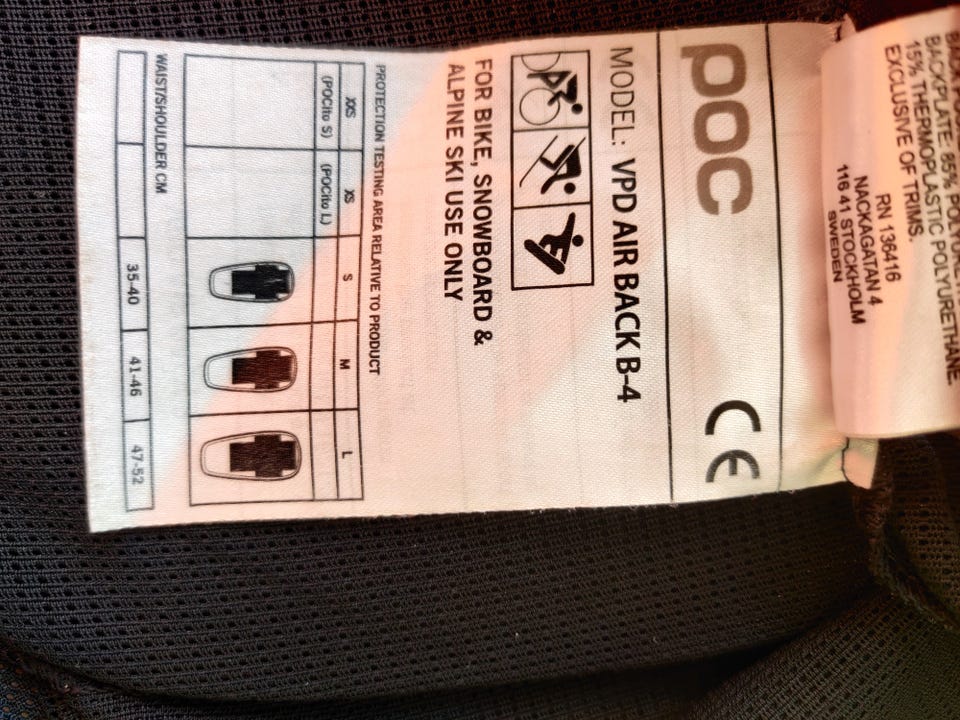 BACKPLATE: 85% POLYURETHANE,
15% THERMOPLASTIC POLYURETHANE.
EXCLUSIVE OF TRIMS.
RN 136416
NACKAGATAN 4
116 41 STOCKHOLM
SWEDEN
POC CE
MODEL: VPD AIR BACK B-4
FOR BIKE, SNOWBOARD &
ALPINE SKI USE ONLY
PROTECTION TESTING AREA RELATIVE TO PRODUCT
XXS XS S M L
(POCito S) (POCito L)
WAIST/SHOULDER CM
35-40 41-46 47-52